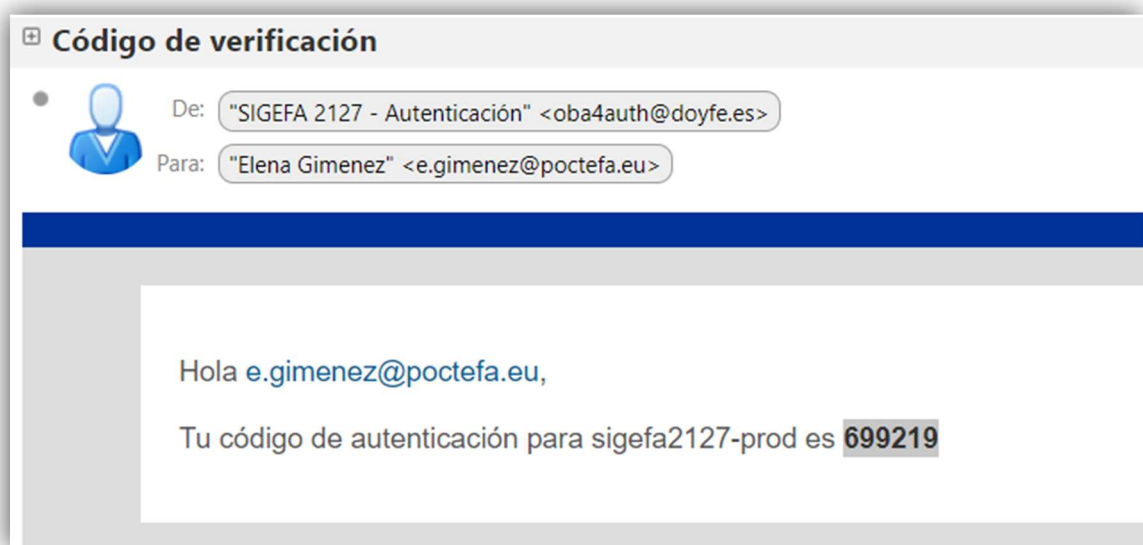 Código de verificación
De: "SIGEFA 2127 - Autenticación" <oba4auth@doyfe.es>
Para: "Elena Gimenez" <e.gimenez@poctefa.eu>
Hola e.gimenez@poctefa.eu,
Tu código de autenticación para sigefa2127-prod es 699219